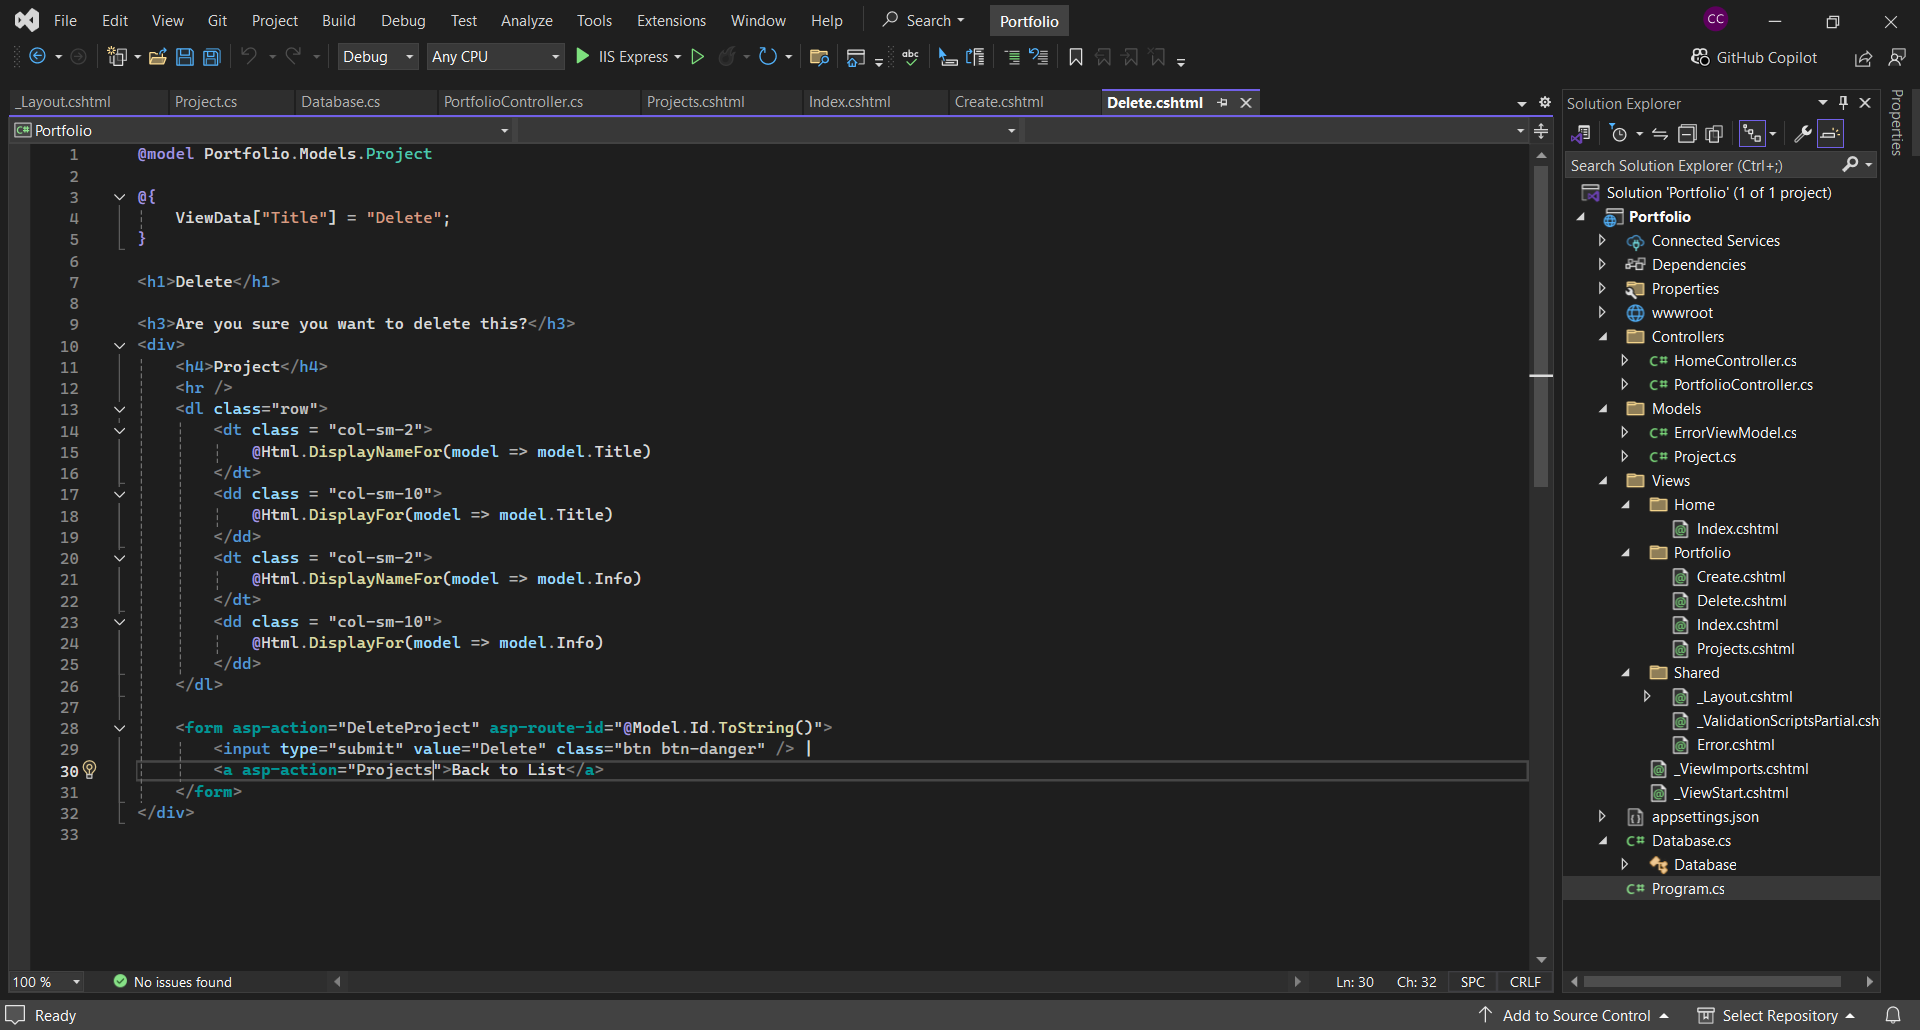 File Edit View Git Project Build Debug Test Analyze Tools Extensions Window Help Search Portfolio CC
Debug Any CPU IIS Express abc GitHub Copilot
_Layout.cshtml Project.cs Database.cs PortfolioController.cs Projects.cshtml Index.cshtml Create.cshtml Delete.cshtml
C# Portfolio
1 @model Portfolio.Models.Project
2
3 @{
4 ViewData["Title"] = "Delete";
5 }
6
7 <h1>Delete</h1>
8
9 <h3>Are you sure you want to delete this?</h3>
10 <div>
11 <h4>Project</h4>
12 <hr />
13 <dl class="row">
14 <dt class = "col-sm-2">
15 @Html.DisplayNameFor(model => model.Title)
16 </dt>
17 <dd class = "col-sm-10">
18 @Html.DisplayFor(model => model.Title)
19 </dd>
20 <dt class = "col-sm-2">
21 @Html.DisplayNameFor(model => model.Info)
22 </dt>
23 <dd class = "col-sm-10">
24 @Html.DisplayFor(model => model.Info)
25 </dd>
26 </dl>
27
28 <form asp-action="DeleteProject" asp-route-id="@Model.Id.ToString()">
29 <input type="submit" value="Delete" class="btn btn-danger" /> |
30 <a asp-action="Projects">Back to List</a>
31 </form>
32 </div>
33
100 % No issues found Ln: 30 Ch: 32 SPC CRLF
Solution Explorer
Search Solution Explorer (Ctrl+;)
Solution 'Portfolio' (1 of 1 project)
Portfolio
Connected Services
Dependencies
Properties
wwwroot
Controllers
C# HomeController.cs
C# PortfolioController.cs
Models
C# ErrorViewModel.cs
C# Project.cs
Views
Home
Index.cshtml
Portfolio
Create.cshtml
Delete.cshtml
Index.cshtml
Projects.cshtml
Shared
_Layout.cshtml
_ValidationScriptsPartial.csh
Error.cshtml
_ViewImports.cshtml
_ViewStart.cshtml
appsettings.json
C# Database.cs
Database
C# Program.cs
Properties
Ready Add to Source Control Select Repository